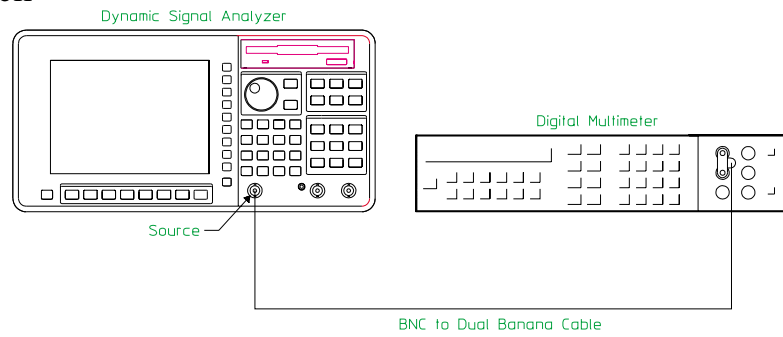 Dynamic Signal Analyzer
Digital Multimeter
Source
BNC to Dual Banana Cable